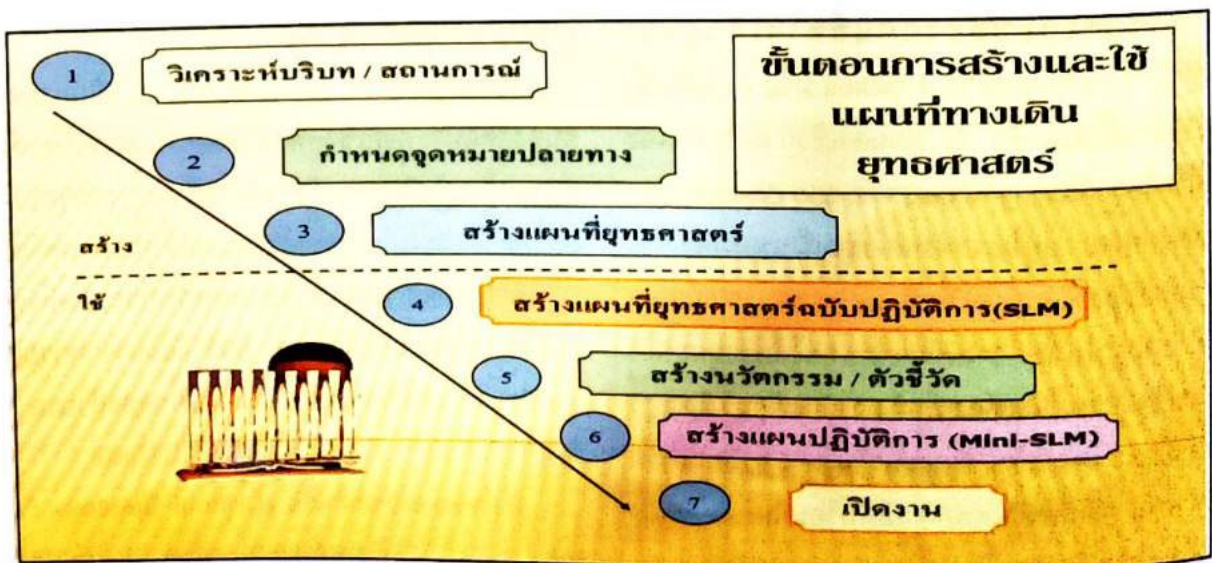 ขั้นตอนการสร้างและใช้
แผนที่ทางเดิน
ยุทธศาสตร์
1
วิเคราะห์บริบท / สถานการณ์
2
กำหนดจุดหมายปลายทาง
3
สร้างแผนที่ยุทธศาสตร์
สร้าง
ใช้
4
สร้างแผนที่ยุทธศาสตร์ฉบับปฏิบัติการ(SLM)
5
สร้างนวัตกรรม / ตัวชี้วัด
6
สร้างแผนปฏิบัติการ (Mini-SLM)
7
เปิดงาน